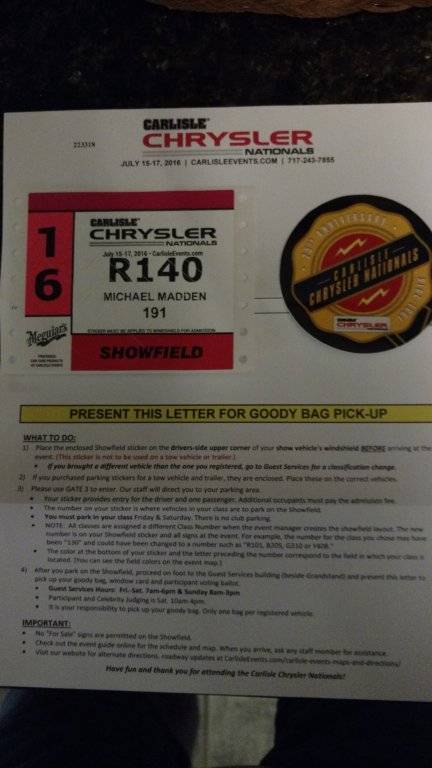 223318
CARLISLE
CHRYSLER
NATIONALS
JULY 15-17, 2016 | CARLISLEEVENTS.COM | 717-243-7855
16
CARLISLE
CHRYSLER
NATIONALS
July 15-17, 2016 • CarlisleEvents.com
R140
MICHAEL MADDEN
191
STICKER MUST BE APPLIED TO WINDSHIELD FOR ADMISSION
Meguiar's
SHOWFIELD
ANNIVERSARY
CARLISLE
CHRYSLER NATIONALS
CHRYSLER
PRESENT THIS LETTER FOR GOODY BAG PICK-UP
WHAT TO DO:
1) Place the enclosed Showfield sticker on the drivers-side upper corner of your show vehicle's windshield BEFORE arriving at the
event. (This sticker is not to be used on a tow vehicle or trailer.)
• If you brought a different vehicle than the one you registered, go to Guest Services for a classification change.
2) If you purchased parking stickers for a tow vehicle and trailer, they are enclosed. Place these on the correct vehicles.
3) Please use GATE 3 to enter. Our staff will direct you to your parking area.
• Your sticker provides entry for the driver and one passenger. Additional occupants must pay the admission fee.
• The number on your sticker is where vehicles in your class are to park on the Showfield.
• You must park in your class Friday & Saturday. There is no club parking.
• NOTE: All classes are assigned a different Class Number when the event manager creates the showfield layout. The new
number is on your Showfield sticker and all signs at the event. For example, the number for the class you chose may have
been "130" and could have been changed to a number such as "R101, B205, G310 or Y828."
• The color at the bottom of your sticker and the letter preceding the number correspond to the field in which your class is
located. (You can see the field colors on the event map.)
4) After you park on the Showfield, proceed on foot to the Guest Services building (beside Grandstand) and present this letter to
pick up your goody bag, window card and participant voting ballot.
• Guest Services Hours: Fri.-Sat. 7am-6pm & Sunday 8am-3pm
• Participant and Celebrity Judging is Sat. 10am-4pm.
• It is your responsibility to pick up your goody bag. Only one bag per registered vehicle.
IMPORTANT:
• No "For Sale" signs are permitted on the Showfield.
• Check out the event guide online for the schedule and map. When you arrive, ask any staff member for assistance.
• Visit our website for alternate directions, roadway updates at CarlisleEvents.com/carlisle-events-maps-and-directions/
Have fun and thank you for attending the Carlisle Chrysler Nationals!